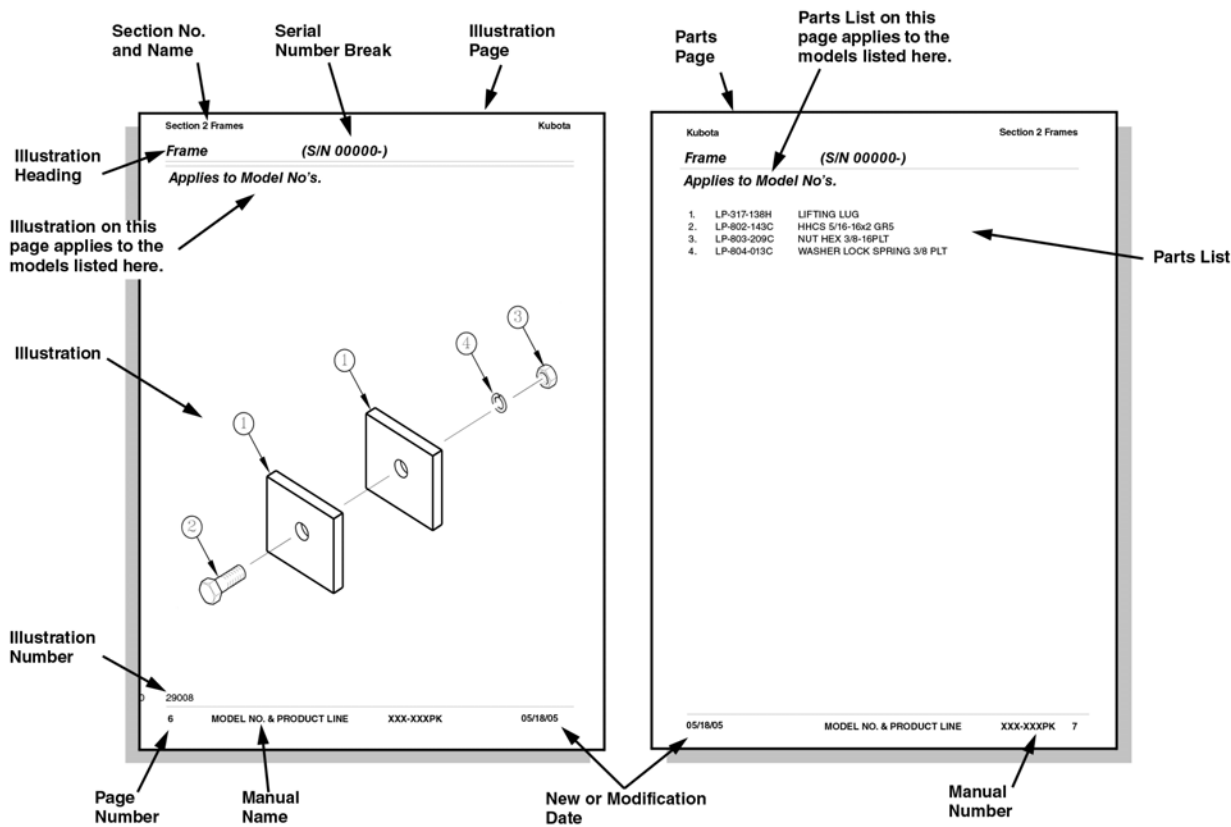 Section No.
and Name
Serial
Number Break
Illustration
Page
Parts
Page
Parts List on this
page applies to the
models listed here.
Illustration
Heading
Illustration on this
page applies to the
models listed here.
Illustration
Illustration
Number
Section 2 Frames Kubota
Frame (S/N 00000-)
Applies to Model No's.
1
1
2
3
4
29008
6 MODEL NO. & PRODUCT LINE XXX-XXXPK 05/18/05
Kubota Section 2 Frames
Frame (S/N 00000-)
Applies to Model No's.
1. LP-317-138H LIFTING LUG
2. LP-802-143C HHCS 5/16-16x2 GR5
3. LP-803-209C NUT HEX 3/8-16PLT
4. LP-804-013C WASHER LOCK SPRING 3/8 PLT
Parts List
05/18/05 MODEL NO. & PRODUCT LINE XXX-XXXPK 7
Page
Number
Manual
Name
New or Modification
Date
Manual
Number